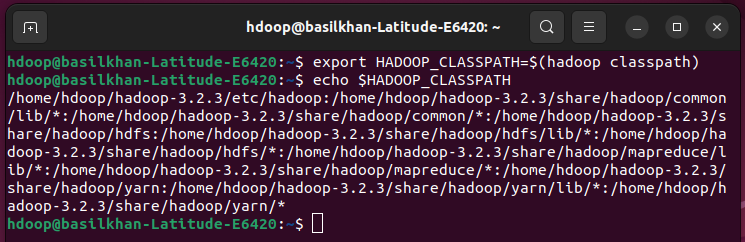 hdoop@basilkhan-Latitude-E6420: ~
hdoop@basilkhan-Latitude-E6420:~$ export HADOOP_CLASSPATH=$(hadoop classpath)
hdoop@basilkhan-Latitude-E6420:~$ echo $HADOOP_CLASSPATH
/home/hdoop/hadoop-3.2.3/etc/hadoop:/home/hdoop/hadoop-3.2.3/share/hadoop/common
/lib/*:/home/hdoop/hadoop-3.2.3/share/hadoop/common/*:/home/hdoop/hadoop-3.2.3/s
hare/hadoop/hdfs:/home/hdoop/hadoop-3.2.3/share/hadoop/hdfs/lib/*:/home/hdoop/ha
doop-3.2.3/share/hadoop/hdfs/*:/home/hdoop/hadoop-3.2.3/share/hadoop/mapreduce/l
ib/*:/home/hdoop/hadoop-3.2.3/share/hadoop/mapreduce/*:/home/hdoop/hadoop-3.2.3/
share/hadoop/yarn:/home/hdoop/hadoop-3.2.3/share/hadoop/yarn/lib/*:/home/hdoop/h
adoop-3.2.3/share/hadoop/yarn/*
hdoop@basilkhan-Latitude-E6420:~$